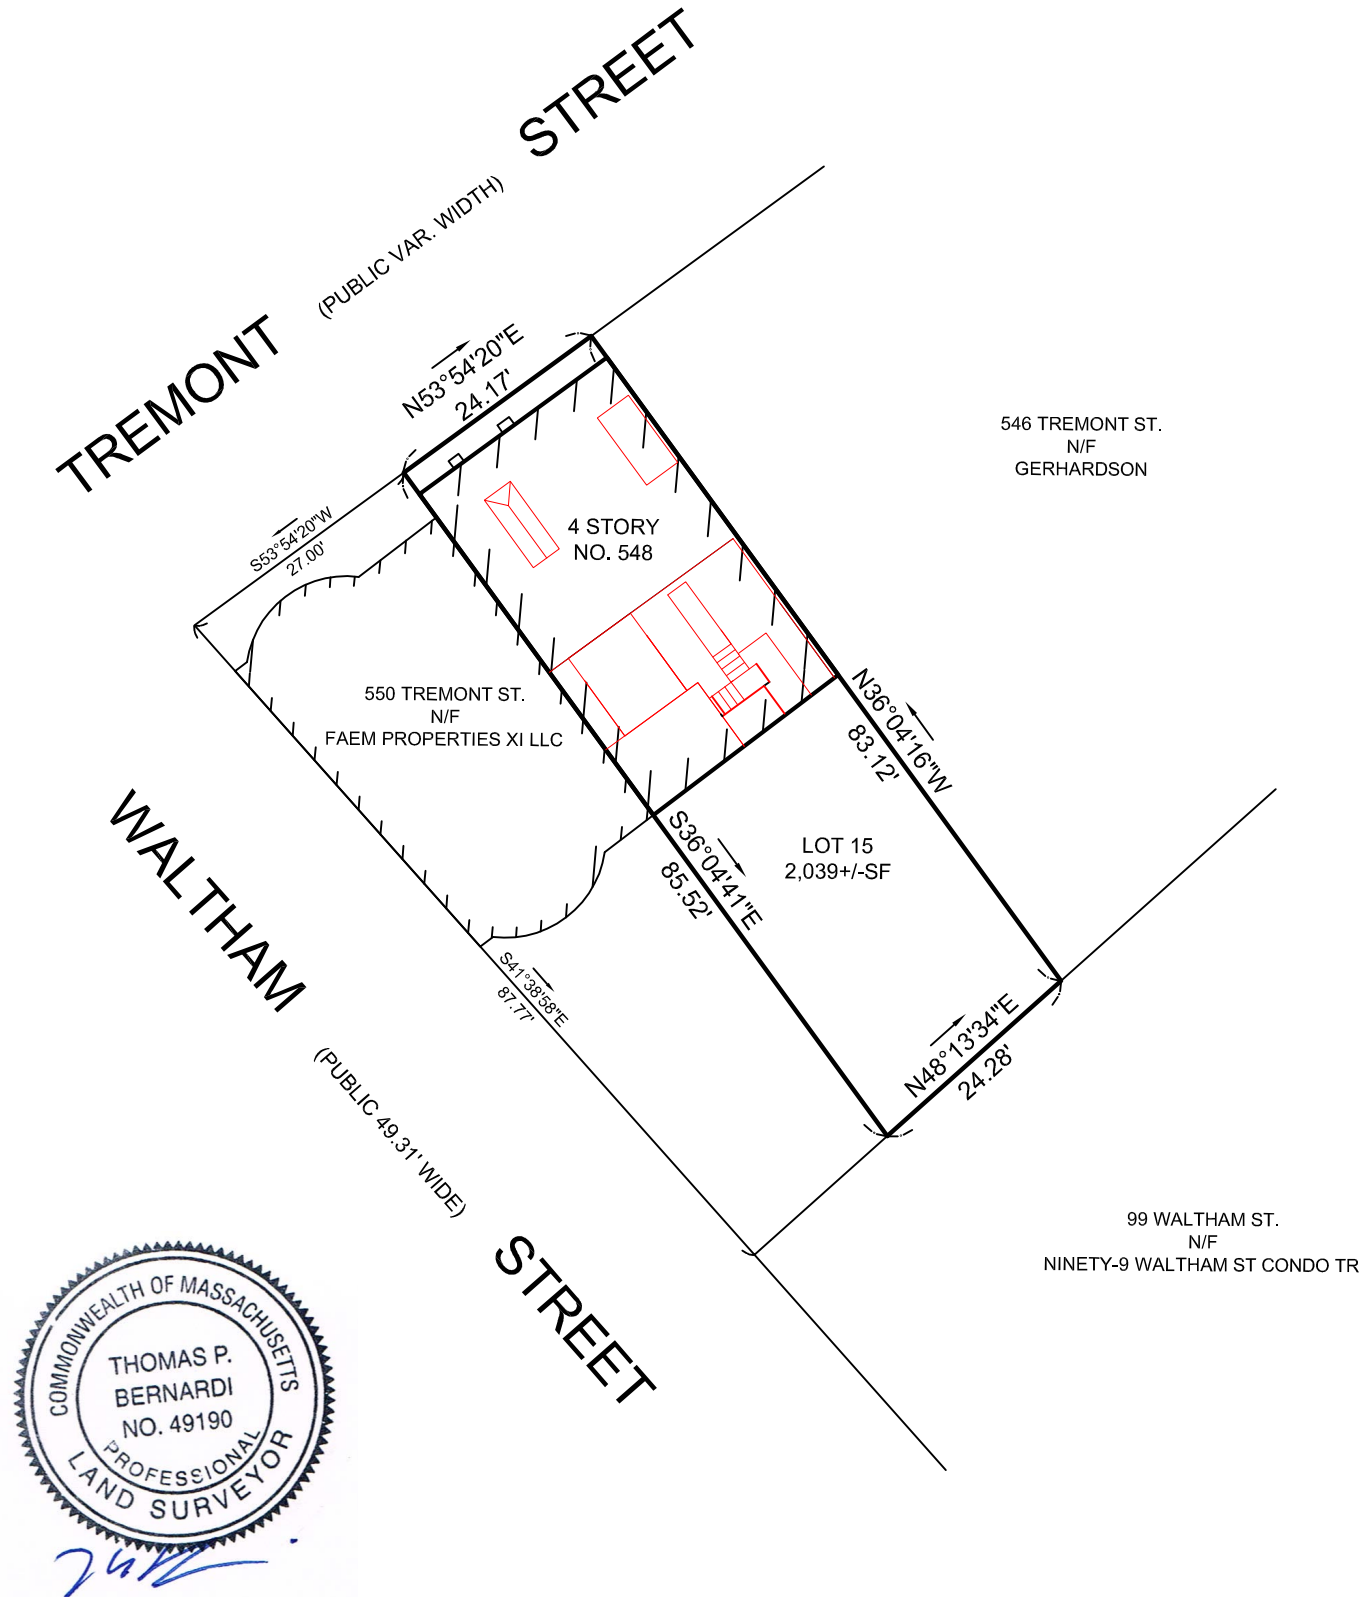 TREMONT STREET
(PUBLIC VAR. WIDTH)
N53°54'20"E
24.17'
S53°54'20"W
27.00'
546 TREMONT ST.
N/F
GERHARDSON
4 STORY
NO. 548
550 TREMONT ST.
N/F
FAEM PROPERTIES XI LLC
N36°04'16"W
83.12'
S36°04'41"E
85.52'
LOT 15
2,039+/-SF
S41°38'58"E
87.77'
N48°13'34"E
24.28'
WALTHAM STREET
(PUBLIC 49.31' WIDE)
99 WALTHAM ST.
N/F
NINETY-9 WALTHAM ST CONDO TR
COMMONWEALTH OF MASSACHUSETTS
THOMAS P.
BERNARDI
NO. 49190
PROFESSIONAL
LAND SURVEYOR